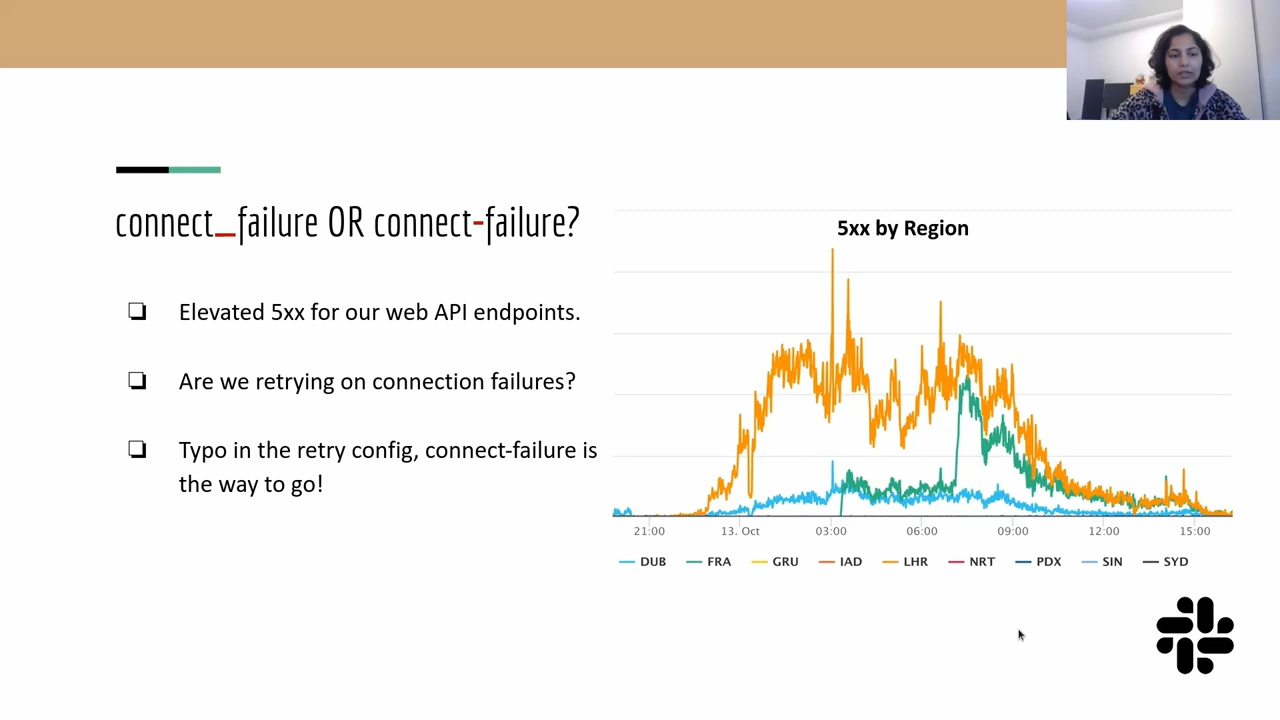 connect_failure OR connect-failure?
Elevated 5xx for our web API endpoints.
Are we retrying on connection failures?
Typo in the retry config, connect-failure is
the way to go!
5xx by Region
21:00 13. Oct 03:00 06:00 09:00 12:00 15:00
DUB FRA GRU IAD LHR NRT PDX SIN SYD